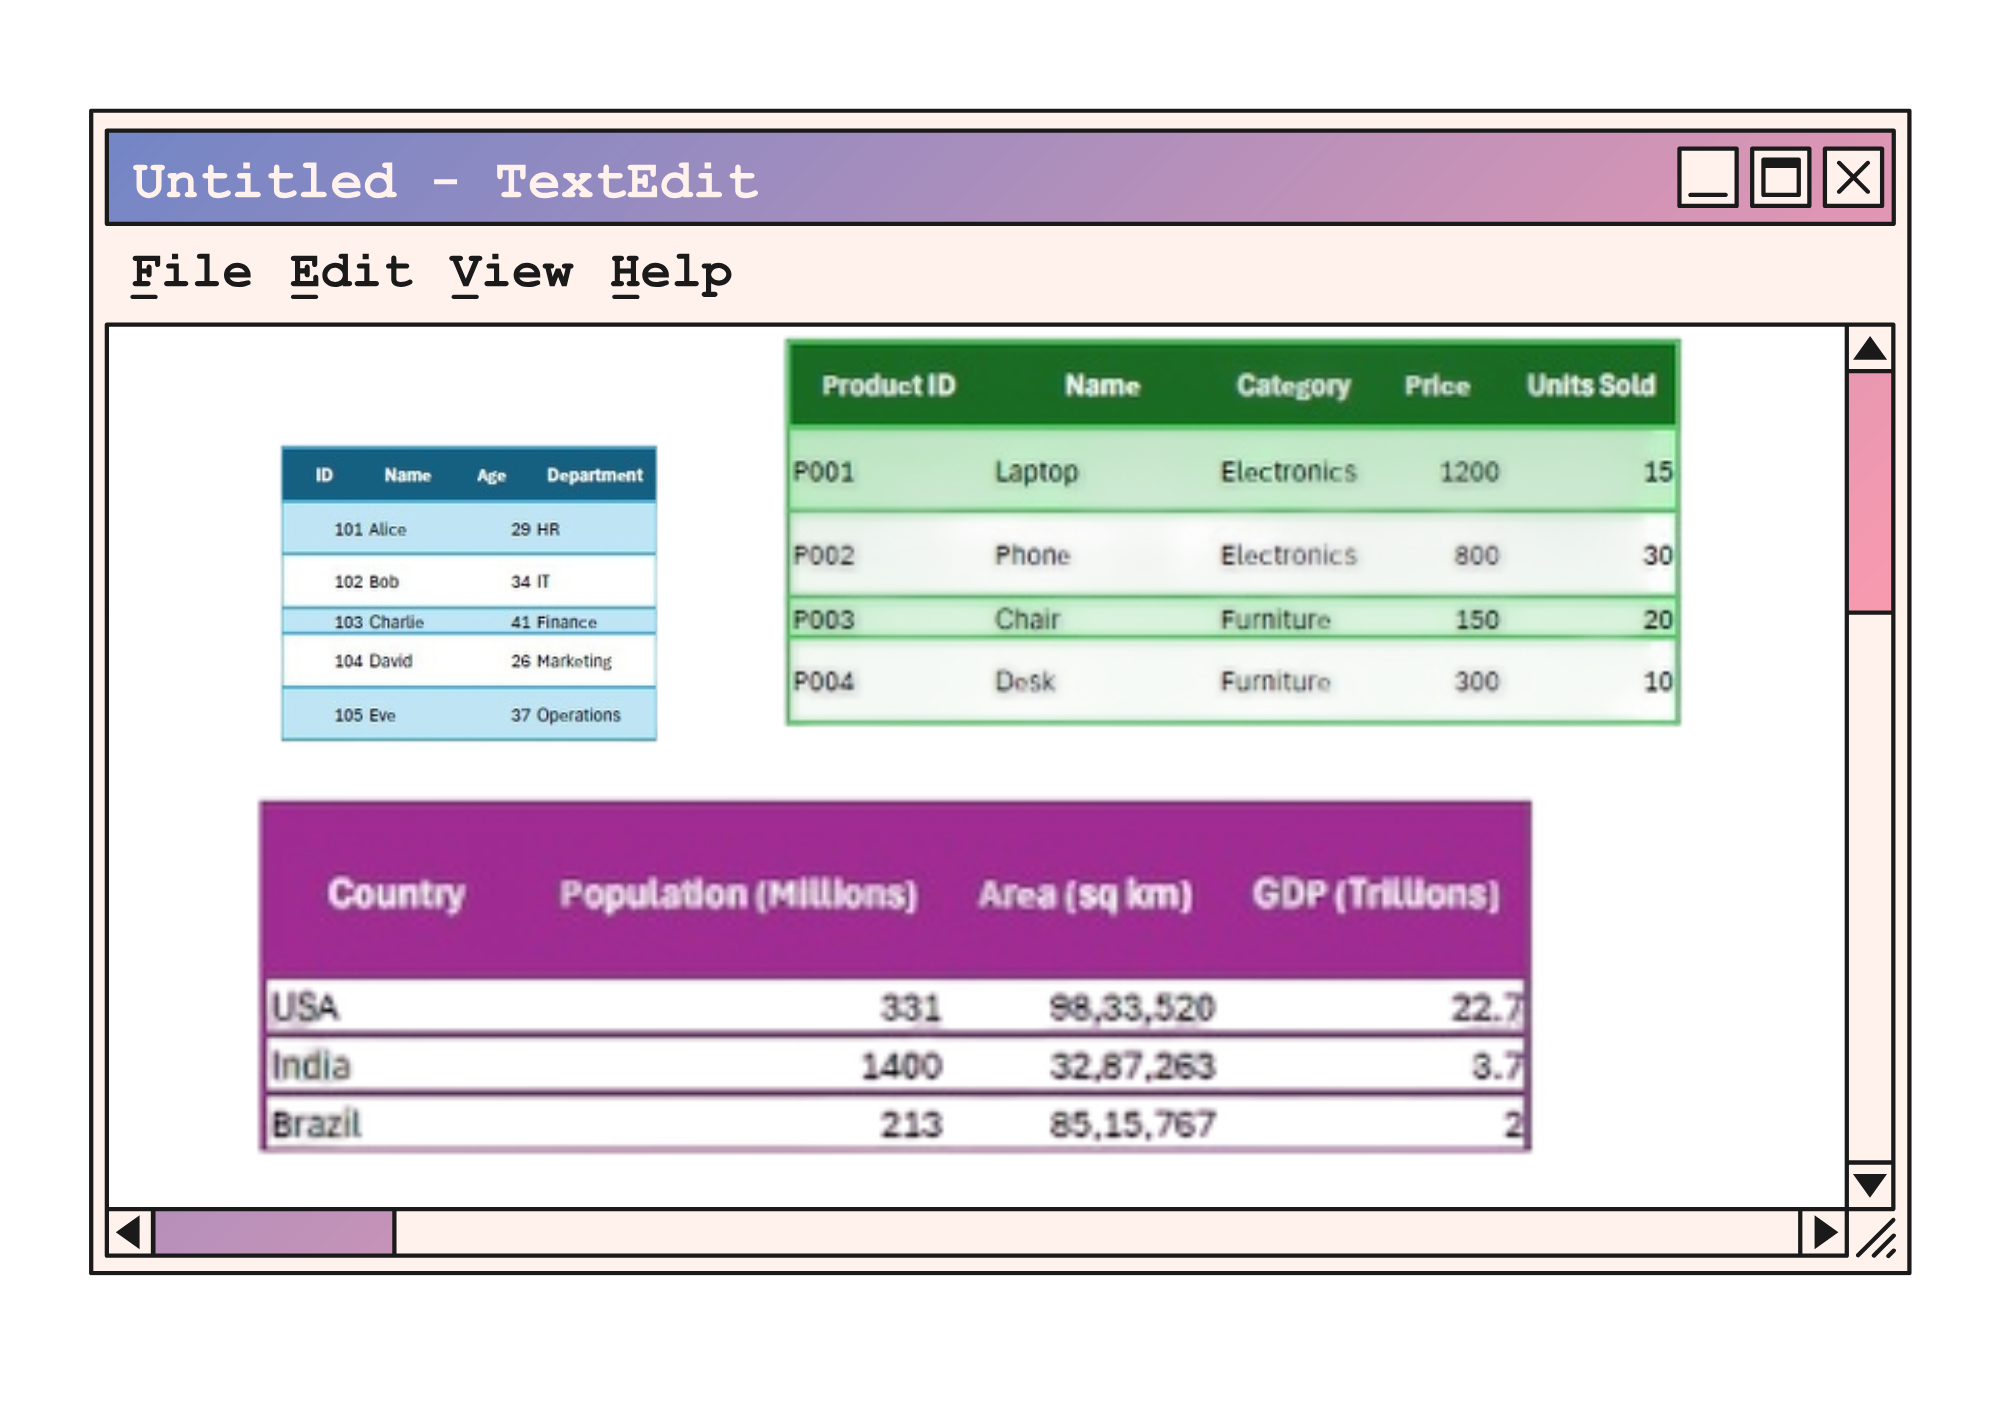 Untitled - TextEdit
File Edit View Help
ID Name Age Department
101 Alice 29 HR
102 Bob 34 IT
103 Charlie 41 Finance
104 David 26 Marketing
105 Eve 37 Operations
Product ID Name Category Price Units Sold
P001 Laptop Electronics 1200 15
P002 Phone Electronics 800 30
P003 Chair Furniture 150 20
P004 Desk Furniture 300 10
Country Population (Millions) Area (sq km) GDP (Trillions)
USA 331 98,33,520 22.7
India 1400 32,87,263 3.7
Brazil 213 85,15,767 2